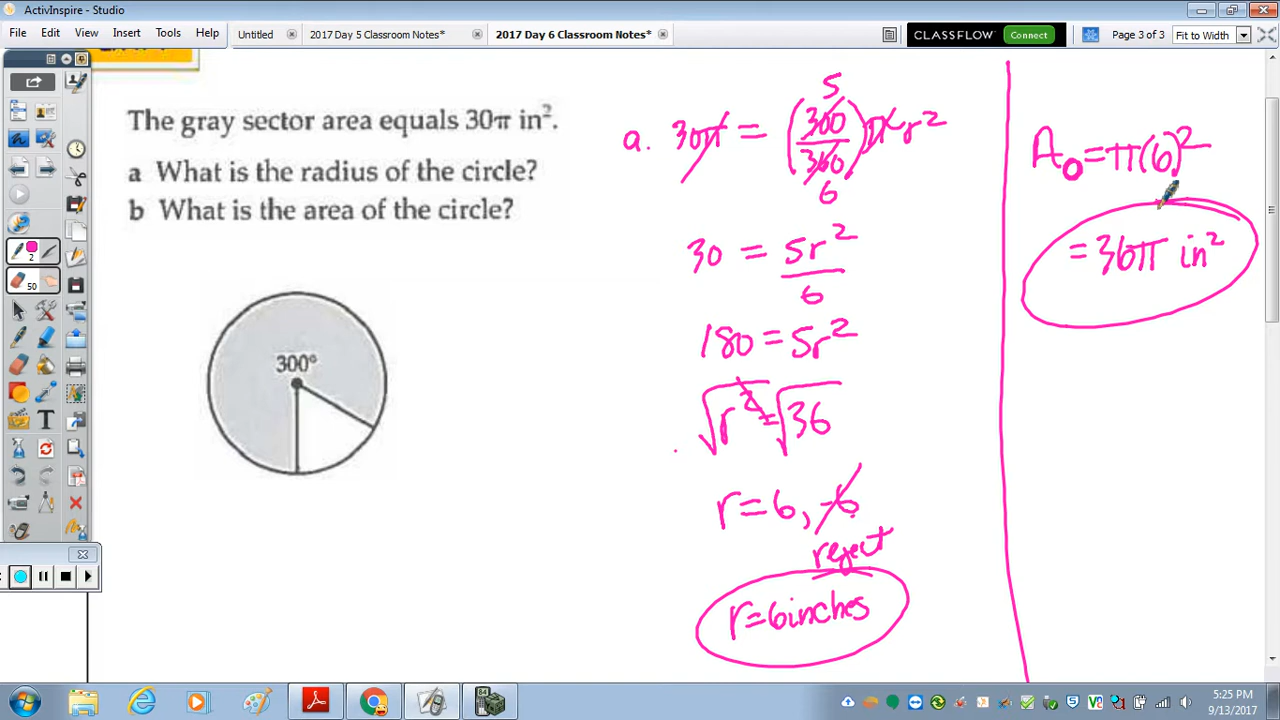 ActivInspire - Studio
File Edit View Insert Tools Help
Untitled
2017 Day 5 Classroom Notes*
2017 Day 6 Classroom Notes*
CLASSFLOW Connect
Page 3 of 3
Fit to Width
The gray sector area equals 30π in².
a What is the radius of the circle?
b What is the area of the circle?
300°
2
50
a. 30π = (300/360)πr²
5
6
30 = 5r²/6
180 = 5r²
√r² = √36
r = 6, -6
reject
r = 6 inches
A⊙ = π(6)²
= 36π in²
5:25 PM
9/13/2017